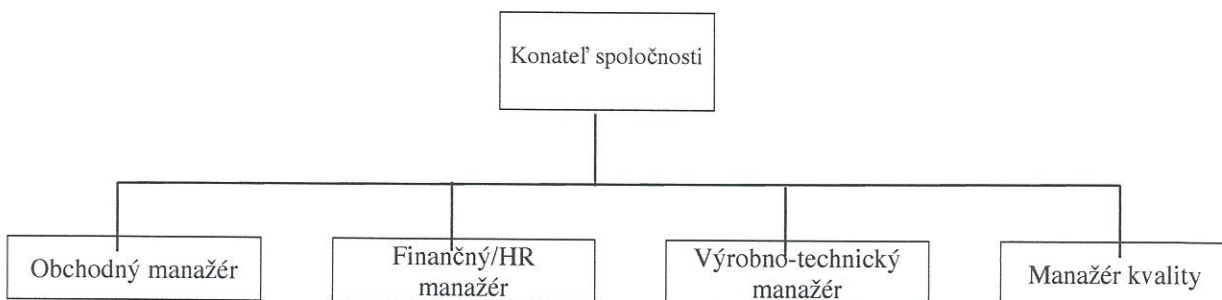 Konateľ spoločnosti
Obchodný manažér
Finančný/HR
manažér
Výrobno-technický
manažér
Manažér kvality